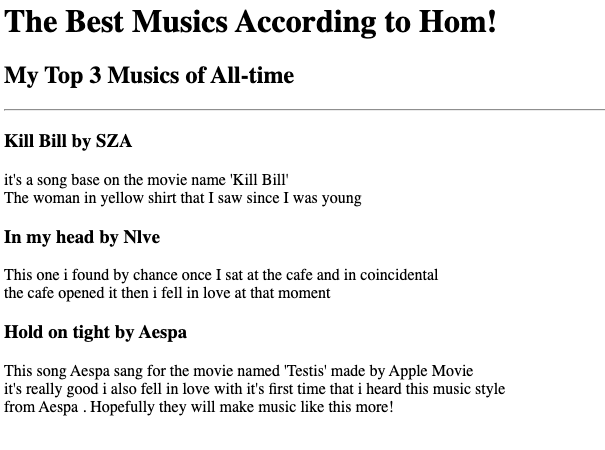 The Best Musics According to Hom!
My Top 3 Musics of All-time
Kill Bill by SZA
it's a song base on the movie name 'Kill Bill'
The woman in yellow shirt that I saw since I was young
In my head by Nlve
This one i found by chance once I sat at the cafe and in coincidental
the cafe opened it then i fell in love at that moment
Hold on tight by Aespa
This song Aespa sang for the movie named 'Testis' made by Apple Movie
it's really good i also fell in love with it's first time that i heard this music style
from Aespa . Hopefully they will make music like this more!